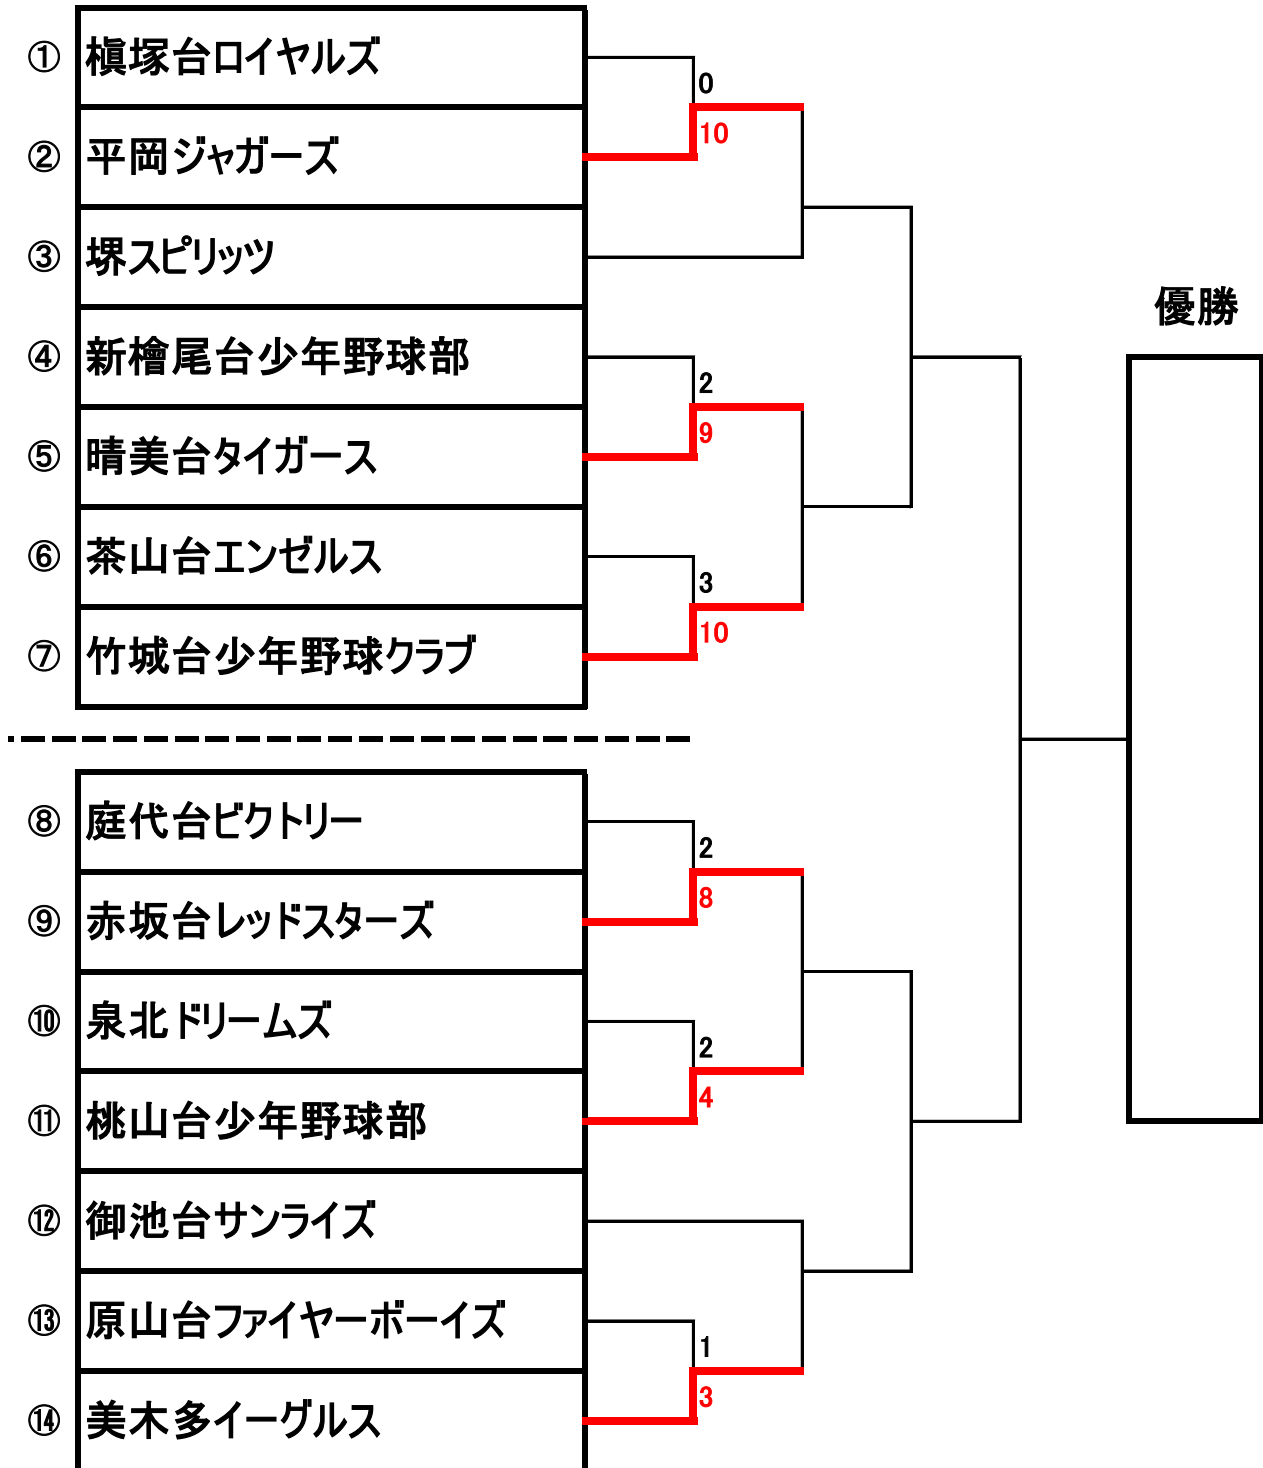 ① 槇塚台ロイヤルズ
0
10
② 平岡ジャガーズ
③ 堺スピリッツ
優勝
④ 新檜尾台少年野球部
2
9
⑤ 晴美台タイガース
⑥ 茶山台エンゼルス
3
10
⑦ 竹城台少年野球クラブ
⑧ 庭代台ビクトリー
2
8
⑨ 赤坂台レッドスターズ
⑩ 泉北ドリームズ
2
4
⑪ 桃山台少年野球部
⑫ 御池台サンライズ
⑬ 原山台ファイヤーボーイズ
1
3
⑭ 美木多イーグルス